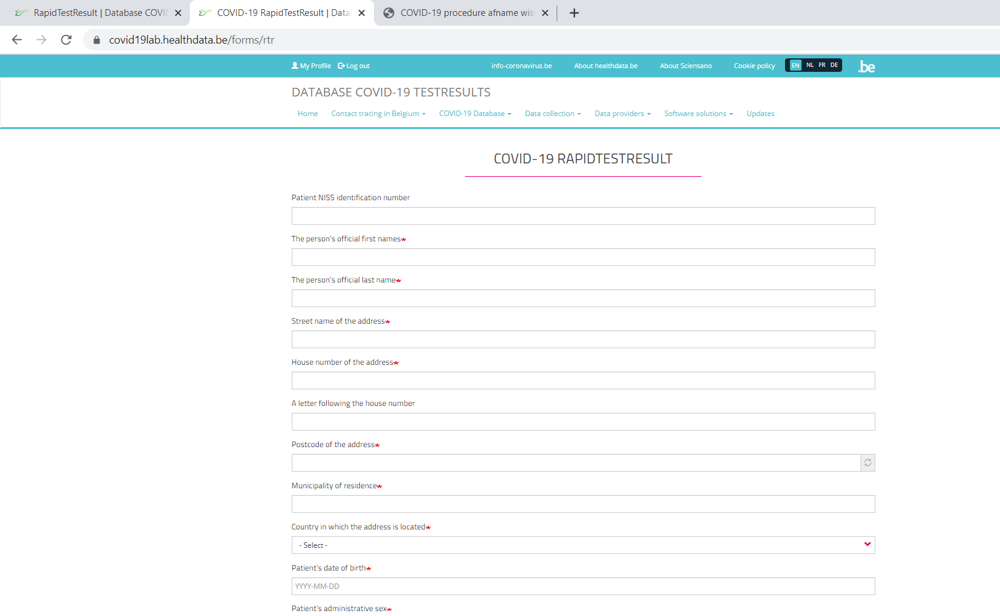 RapidTestResult | Database COVI
COVID-19 RapidTestResult | Data
COVID-19 procedure afname wis
covid19lab.healthdata.be/forms/rtr
My Profile Log out info-coronavirus.be About healthdata.be About Sciensano Cookie policy EN NL FR DE .be
DATABASE COVID-19 TESTRESULTS
Home Contact tracing in Belgium COVID-19 Database Data collection Data providers Software solutions Updates
COVID-19 RAPIDTESTRESULT
Patient NISS identification number
The person's official first names*
The person's official last name*
Street name of the address*
House number of the address*
A letter following the house number
Postcode of the address*
Municipality of residence*
Country in which the address is located*
- Select -
Patient's date of birth*
YYYY-MM-DD
Patient's administrative sex*